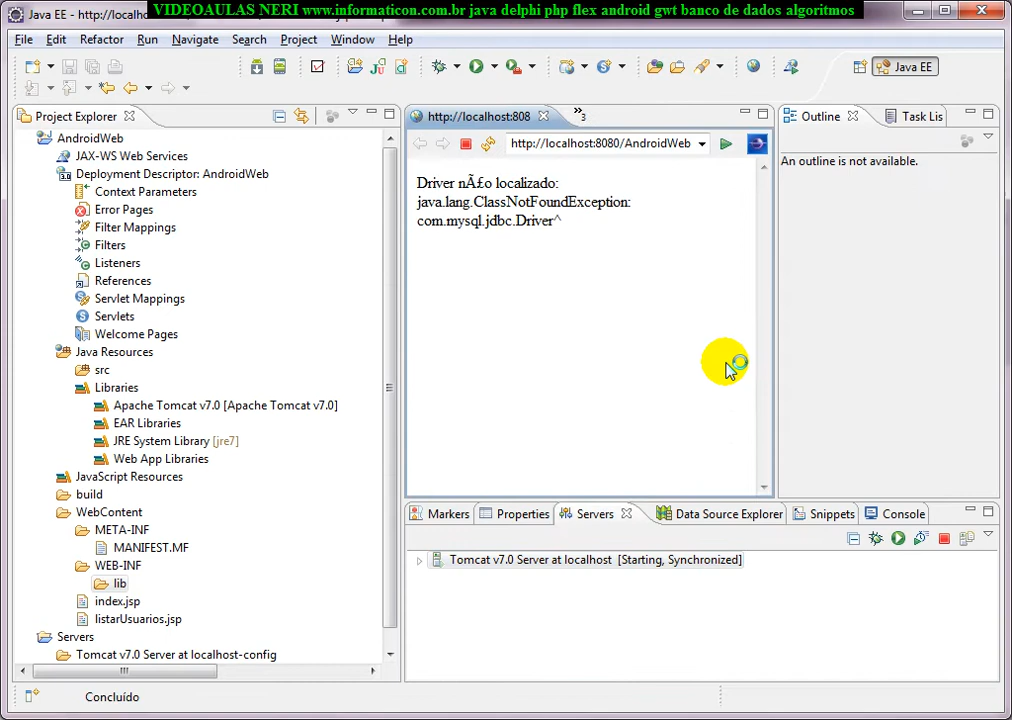 Java EE - http://localhost:808
VIDEOAULAS NERI www.informaticon.com.br java delphi php flex android gwt banco de dados algoritmos
File Edit Refactor Run Navigate Search Project Window Help
Java EE
Project Explorer
http://localhost:808
»3
Outline
Task Lis
http://localhost:8080/AndroidWeb
AndroidWeb
JAX-WS Web Services
3.0 Deployment Descriptor: AndroidWeb
Context Parameters
Error Pages
Filter Mappings
Filters
Listeners
References
Servlet Mappings
Servlets
Welcome Pages
Java Resources
src
Libraries
Apache Tomcat v7.0 [Apache Tomcat v7.0]
EAR Libraries
JRE System Library [jre7]
Web App Libraries
JavaScript Resources
build
WebContent
META-INF
MANIFEST.MF
WEB-INF
lib
index.jsp
listarUsuarios.jsp
Servers
Tomcat v7.0 Server at localhost-config
Driver nÃ£o localizado:
java.lang.ClassNotFoundException:
com.mysql.jdbc.Driver^
An outline is not available.
Markers Properties Servers Data Source Explorer Snippets Console
Tomcat v7.0 Server at localhost [Starting, Synchronized]
Concluído